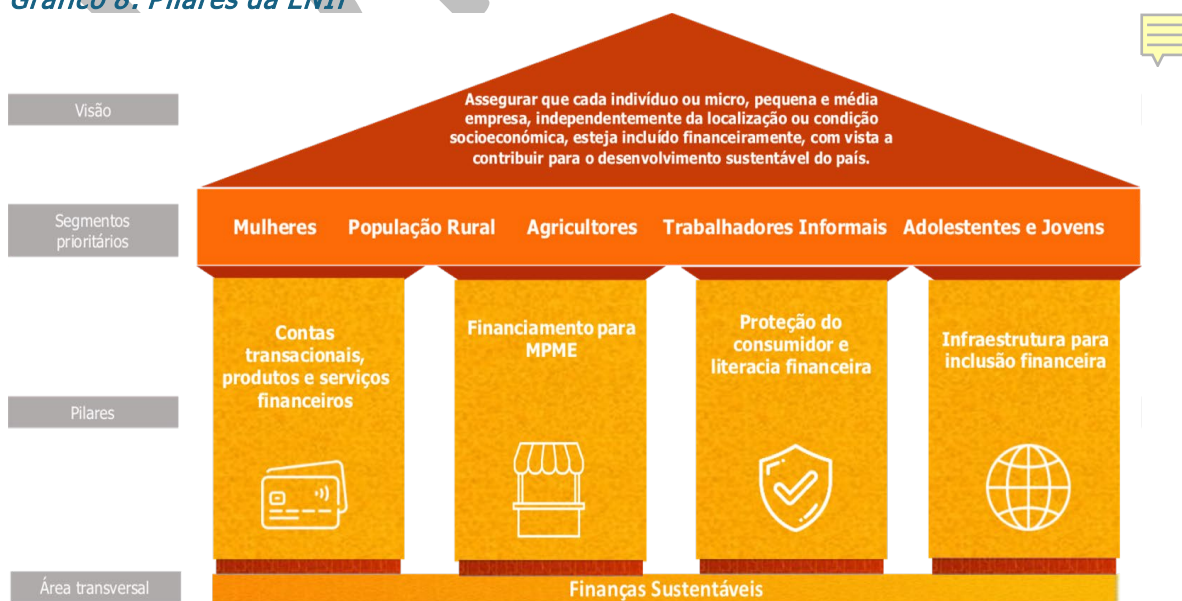 Gráfico 8: Pilares da ENIF
Visão
Assegurar que cada indivíduo ou micro, pequena e média
empresa, independentemente da localização ou condição
socioeconómica, esteja incluído financeiramente, com vista a
contribuir para o desenvolvimento sustentável do país.
Segmentos
prioritários
Mulheres População Rural Agricultores Trabalhadores Informais Adolestentes e Jovens
Pilares
Contas
transacionais,
produtos e serviços
financeiros
Financiamento para
MPME
Proteção do
consumidor e
literacia financeira
Infraestrutura para
inclusão financeira
Área transversal
Finanças Sustentáveis